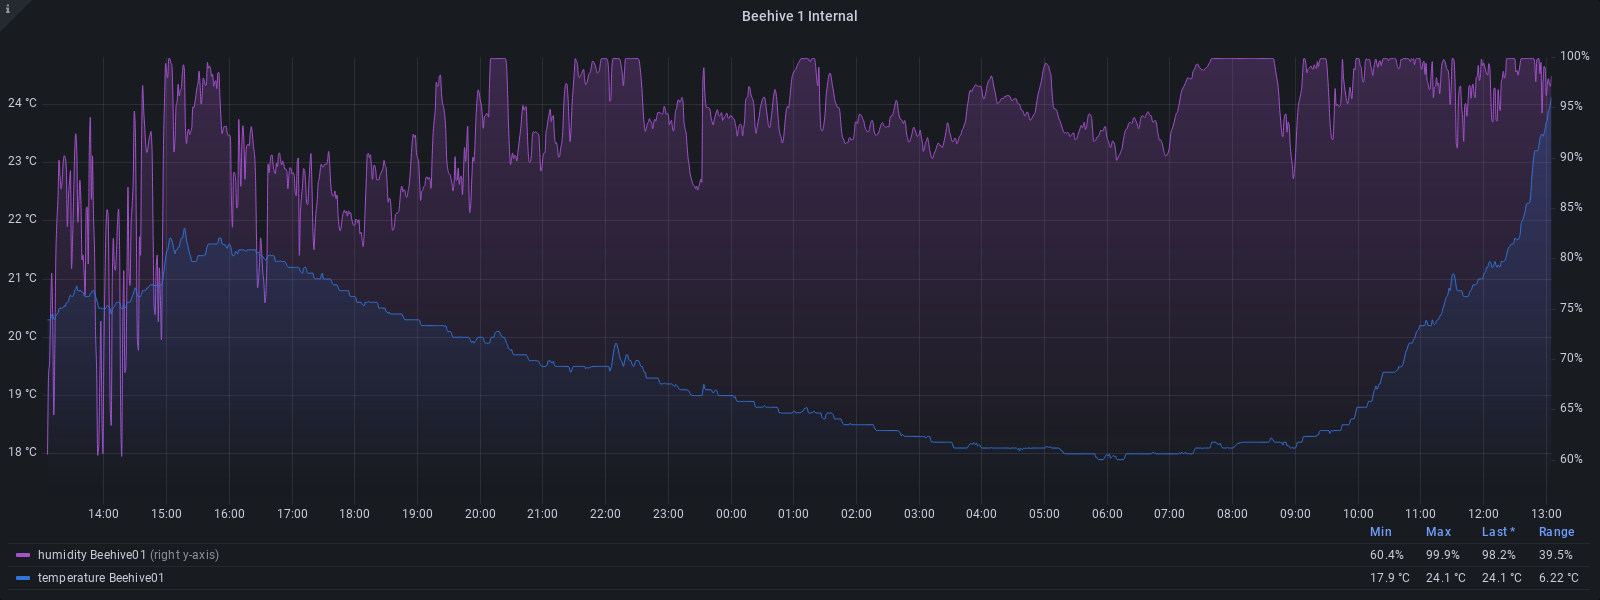 i
Beehive 1 Internal
24 °C
23 °C
22 °C
21 °C
20 °C
19 °C
18 °C
100%
95%
90%
85%
80%
75%
70%
65%
60%
14:00 15:00 16:00 17:00 18:00 19:00 20:00 21:00 22:00 23:00 00:00 01:00 02:00 03:00 04:00 05:00 06:00 07:00 08:00 09:00 10:00 11:00 12:00 13:00
Min Max Last * Range
humidity Beehive01 (right y-axis) 60.4% 99.9% 98.2% 39.5%
temperature Beehive01 17.9 °C 24.1 °C 24.1 °C 6.22 °C